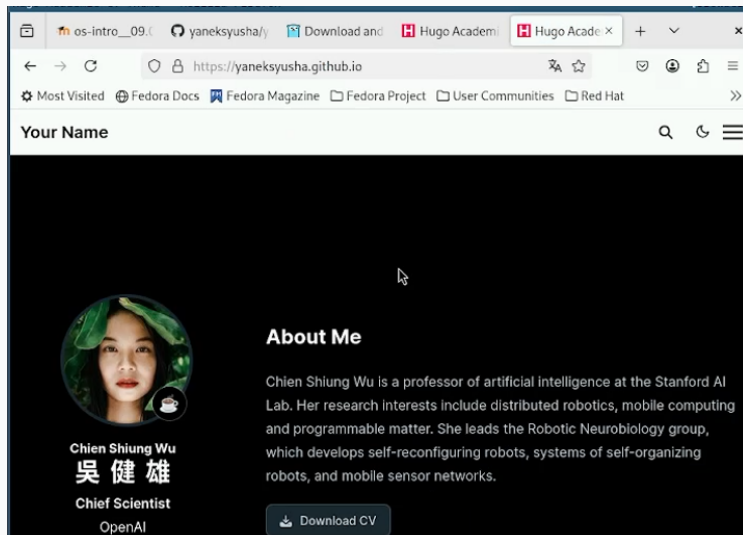 os-intro__09.
yaneksyusha/y
Download and
Hugo Academi
Hugo Acade
https://yaneksyusha.github.io
Most Visited
Fedora Docs
Fedora Magazine
Fedora Project
User Communities
Red Hat
Your Name
About Me
Chien Shiung Wu is a professor of artificial intelligence at the Stanford AI
Lab. Her research interests include distributed robotics, mobile computing
and programmable matter. She leads the Robotic Neurobiology group,
which develops self-reconfiguring robots, systems of self-organizing
robots, and mobile sensor networks.
Download CV
Chien Shiung Wu
吳健雄
Chief Scientist
OpenAI